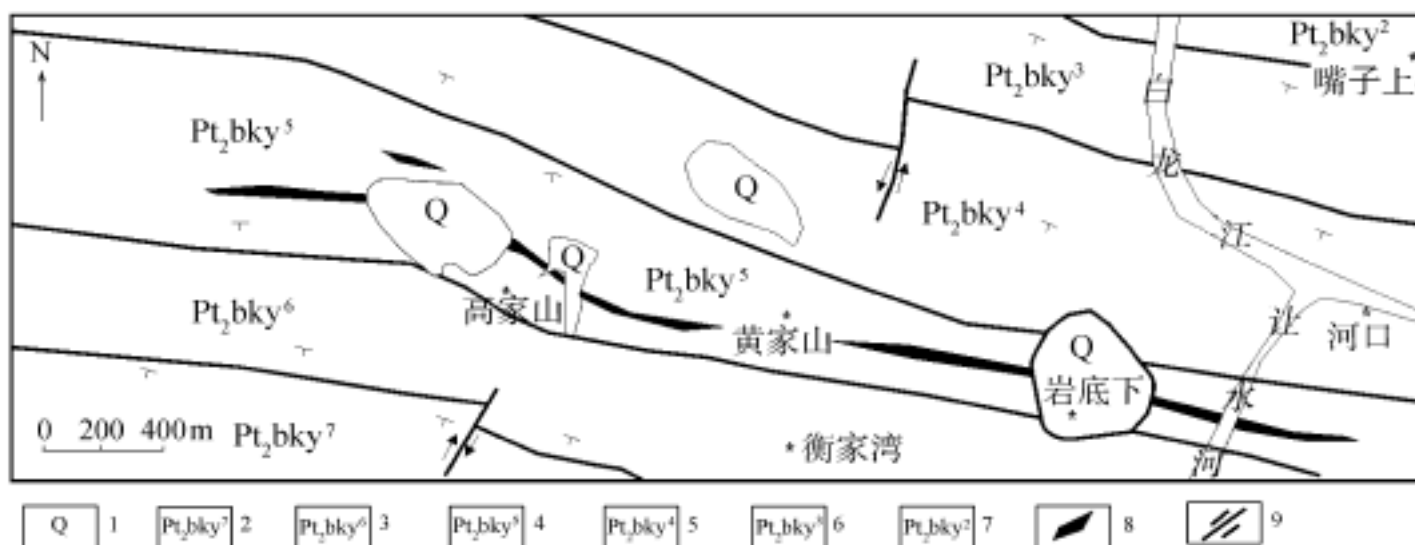 N
Pt₂bky²
嘴子上
Pt₂bky³
白龙江
Pt₂bky⁵
Q
Q
Pt₂bky⁴
Q
Pt₂bky⁵
高家山
Pt₂bky⁶
黄家山
Q
岩底下
让水河
河口
0 200 400m
Pt₂bky⁷
衡家湾
Q 1 Pt₂bky⁷ 2 Pt₂bky⁶ 3 Pt₂bky⁵ 4 Pt₂bky⁴ 5 Pt₂bky³ 6 Pt₂bky² 7 8 9